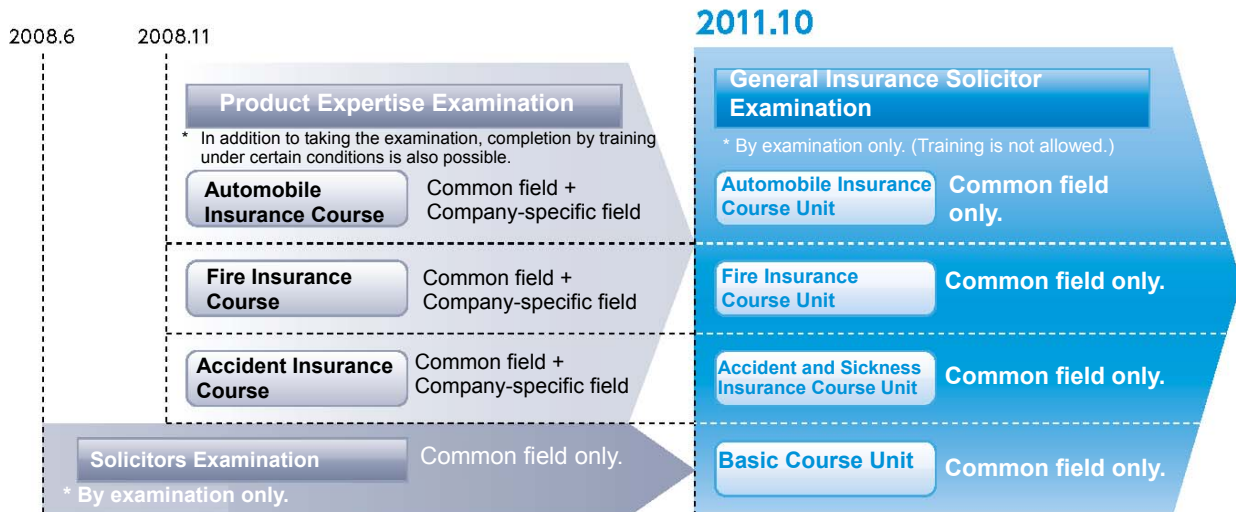 2008.6
2008.11
2011.10
Product Expertise Examination
* In addition to taking the examination, completion by training
under certain conditions is also possible.
Automobile
Insurance Course
Common field +
Company-specific field
Fire Insurance
Course
Common field +
Company-specific field
Accident Insurance
Course
Common field +
Company-specific field
Solicitors Examination
Common field only.
* By examination only.
General Insurance Solicitor
Examination
* By examination only. (Training is not allowed.)
Automobile Insurance
Course Unit
Common field
only.
Fire Insurance
Course Unit
Common field only.
Accident and Sickness
Insurance Course Unit
Common field only.
Basic Course Unit
Common field only.